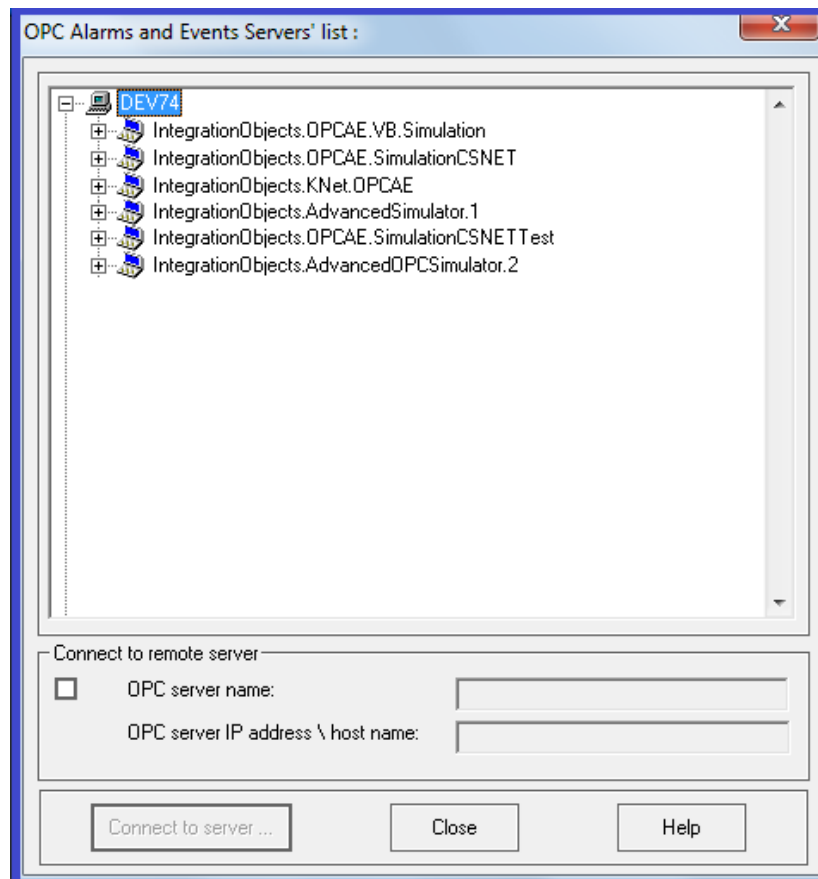 OPC Alarms and Events Servers' list :
DEV74
IntegrationObjects.OPCAE.VB.Simulation
IntegrationObjects.OPCAE.SimulationCSNET
IntegrationObjects.KNet.OPCAE
IntegrationObjects.AdvancedSimulator.1
IntegrationObjects.OPCAE.SimulationCSNETTest
IntegrationObjects.AdvancedOPCSimulator.2
Connect to remote server
OPC server name:
OPC server IP address \ host name:
Connect to server ...
Close
Help